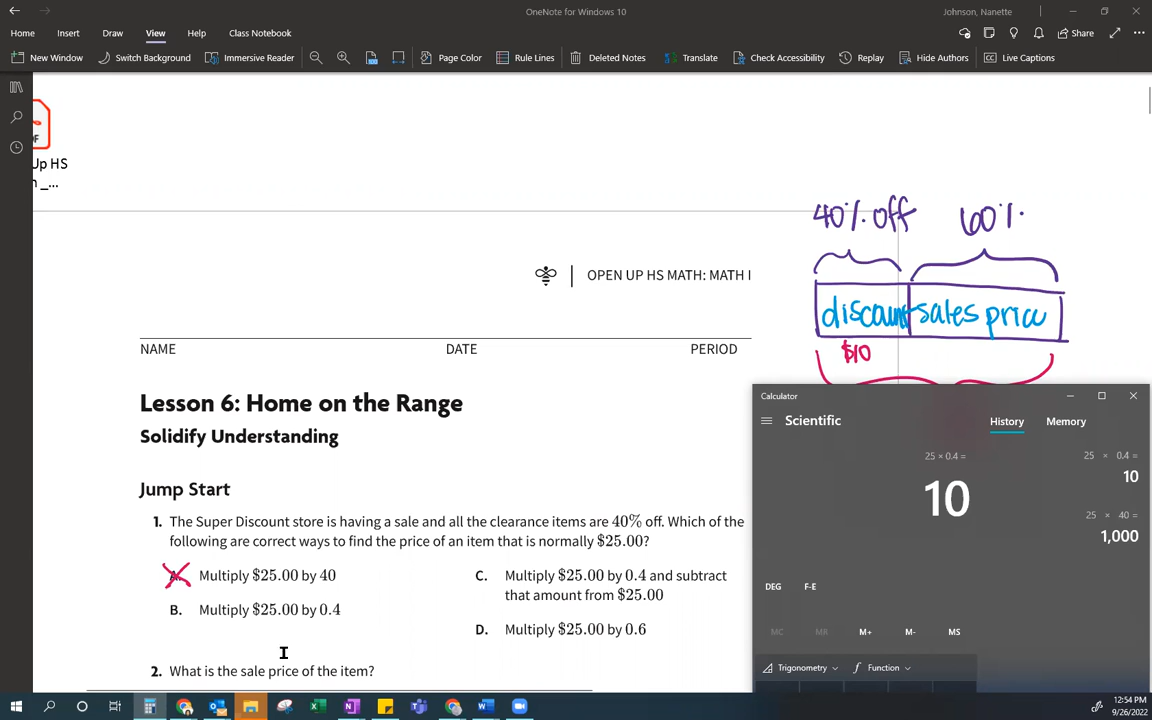 OneNote for Windows 10
Johnson, Nanette
Home Insert Draw View Help Class Notebook
Share
New Window Switch Background Immersive Reader Page Color Rule Lines Deleted Notes Translate Check Accessibility Replay Hide Authors Live Captions
Up HS
40% off 60%
OPEN UP HS MATH: MATH I
discount sales price
$10
NAME DATE PERIOD
Lesson 6: Home on the Range
Solidify Understanding
Jump Start
1. The Super Discount store is having a sale and all the clearance items are 40% off. Which of the
following are correct ways to find the price of an item that is normally $25.00?
A. Multiply $25.00 by 40
B. Multiply $25.00 by 0.4
C. Multiply $25.00 by 0.4 and subtract
that amount from $25.00
D. Multiply $25.00 by 0.6
2. What is the sale price of the item?
Calculator
Scientific
History Memory
25 × 0.4 =
10
25 × 0.4 =
10
25 × 40 =
1,000
DEG F-E
MC MR M+ M- MS
Trigonometry Function
12:54 PM
9/26/2022